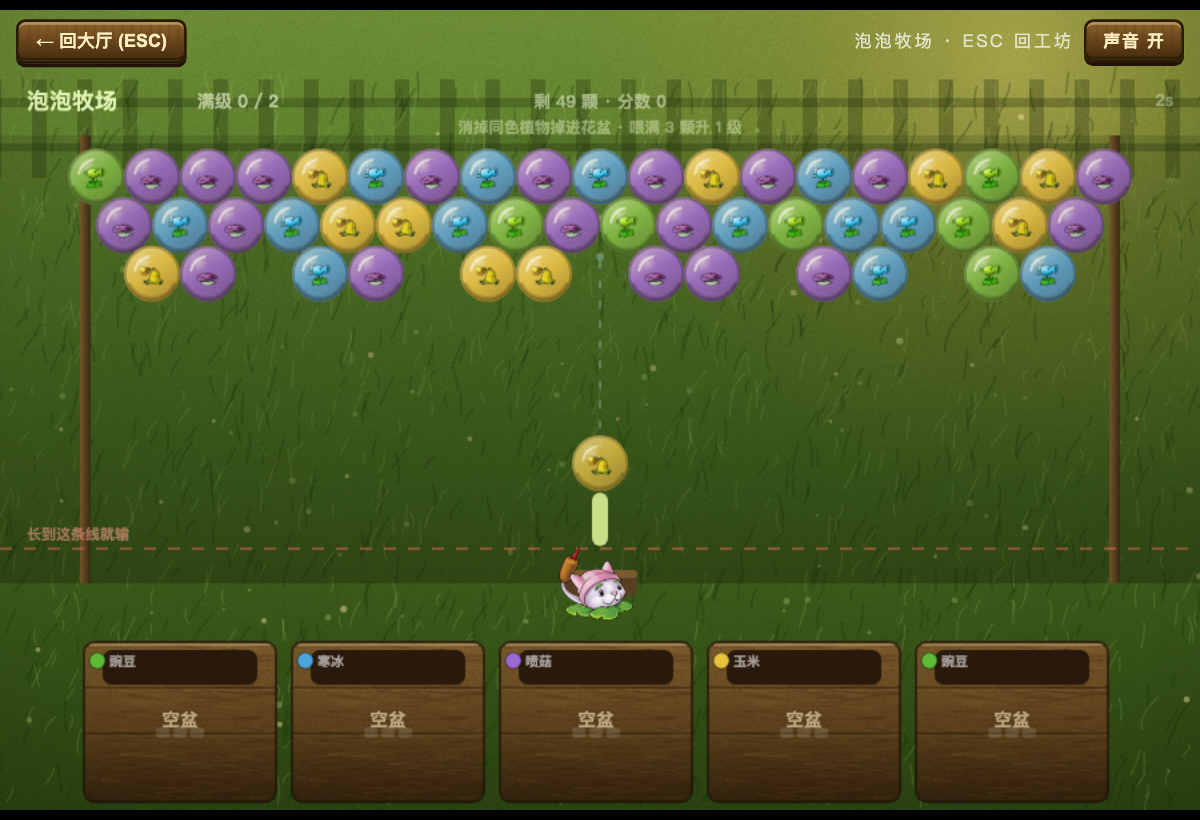 ← 回大厅 (ESC)
泡泡牧场 · ESC 回工坊
声音 开
泡泡牧场
满级 0 / 2
剩 49 颗 · 分数 0
2s
消掉同色植物掉进花盆 · 喂满 3 颗升 1 级
长到这条线就输
豌豆
寒冰
喷菇
玉米
豌豆
空盆
空盆
空盆
空盆
空盆